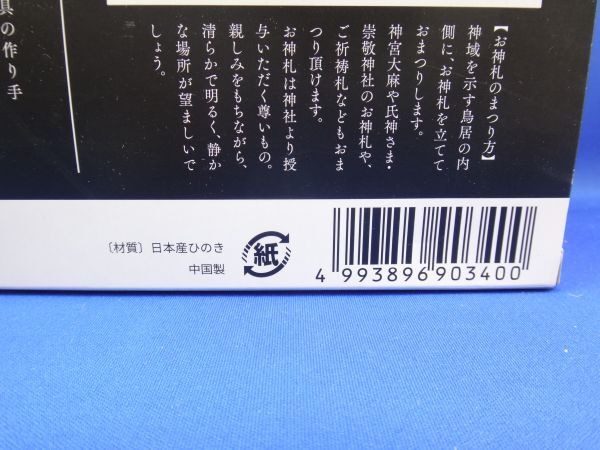 【お神札のまつり方】
神域を示す鳥居の内
側に、お神札を立てて
おまつりします。
神宮大麻や氏神さま・
崇敬神社のお神札や、
ご祈祷札などもおま
つり頂けます。
お神札は神社より授
与いただく尊いもの。
親しみをもちながら、
清らかで明るく、静か
な場所が望ましいで
しょう。
具の作り手
〔材質〕日本産ひのき
中国製
紙
4 993896 903400